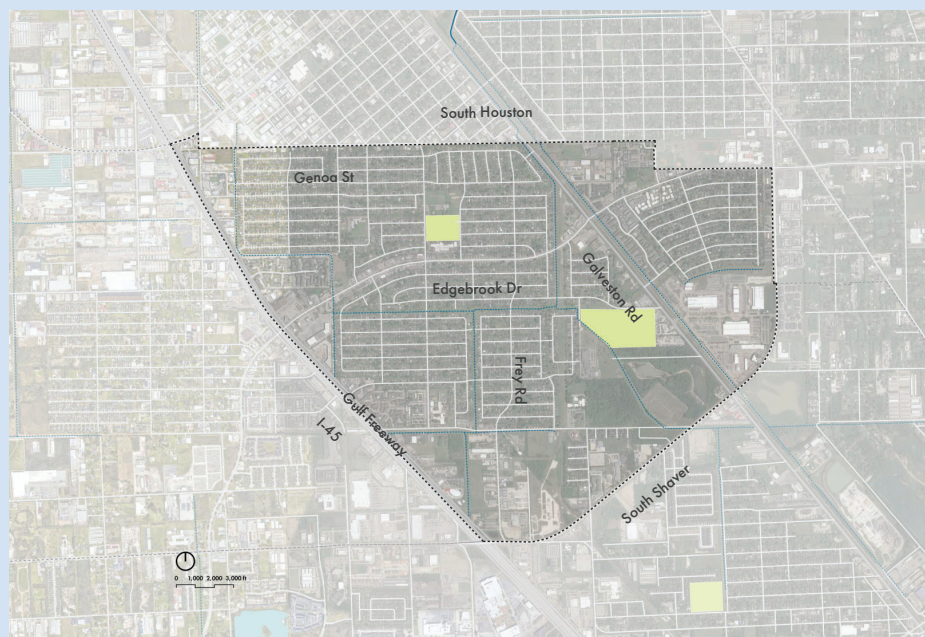 South Houston
Genoa St
Galveston Rd
Edgebrook Dr
Frey Rd
Gulf Freeway
I-45
South Shaver
0 1,000 2,000 3,000 ft